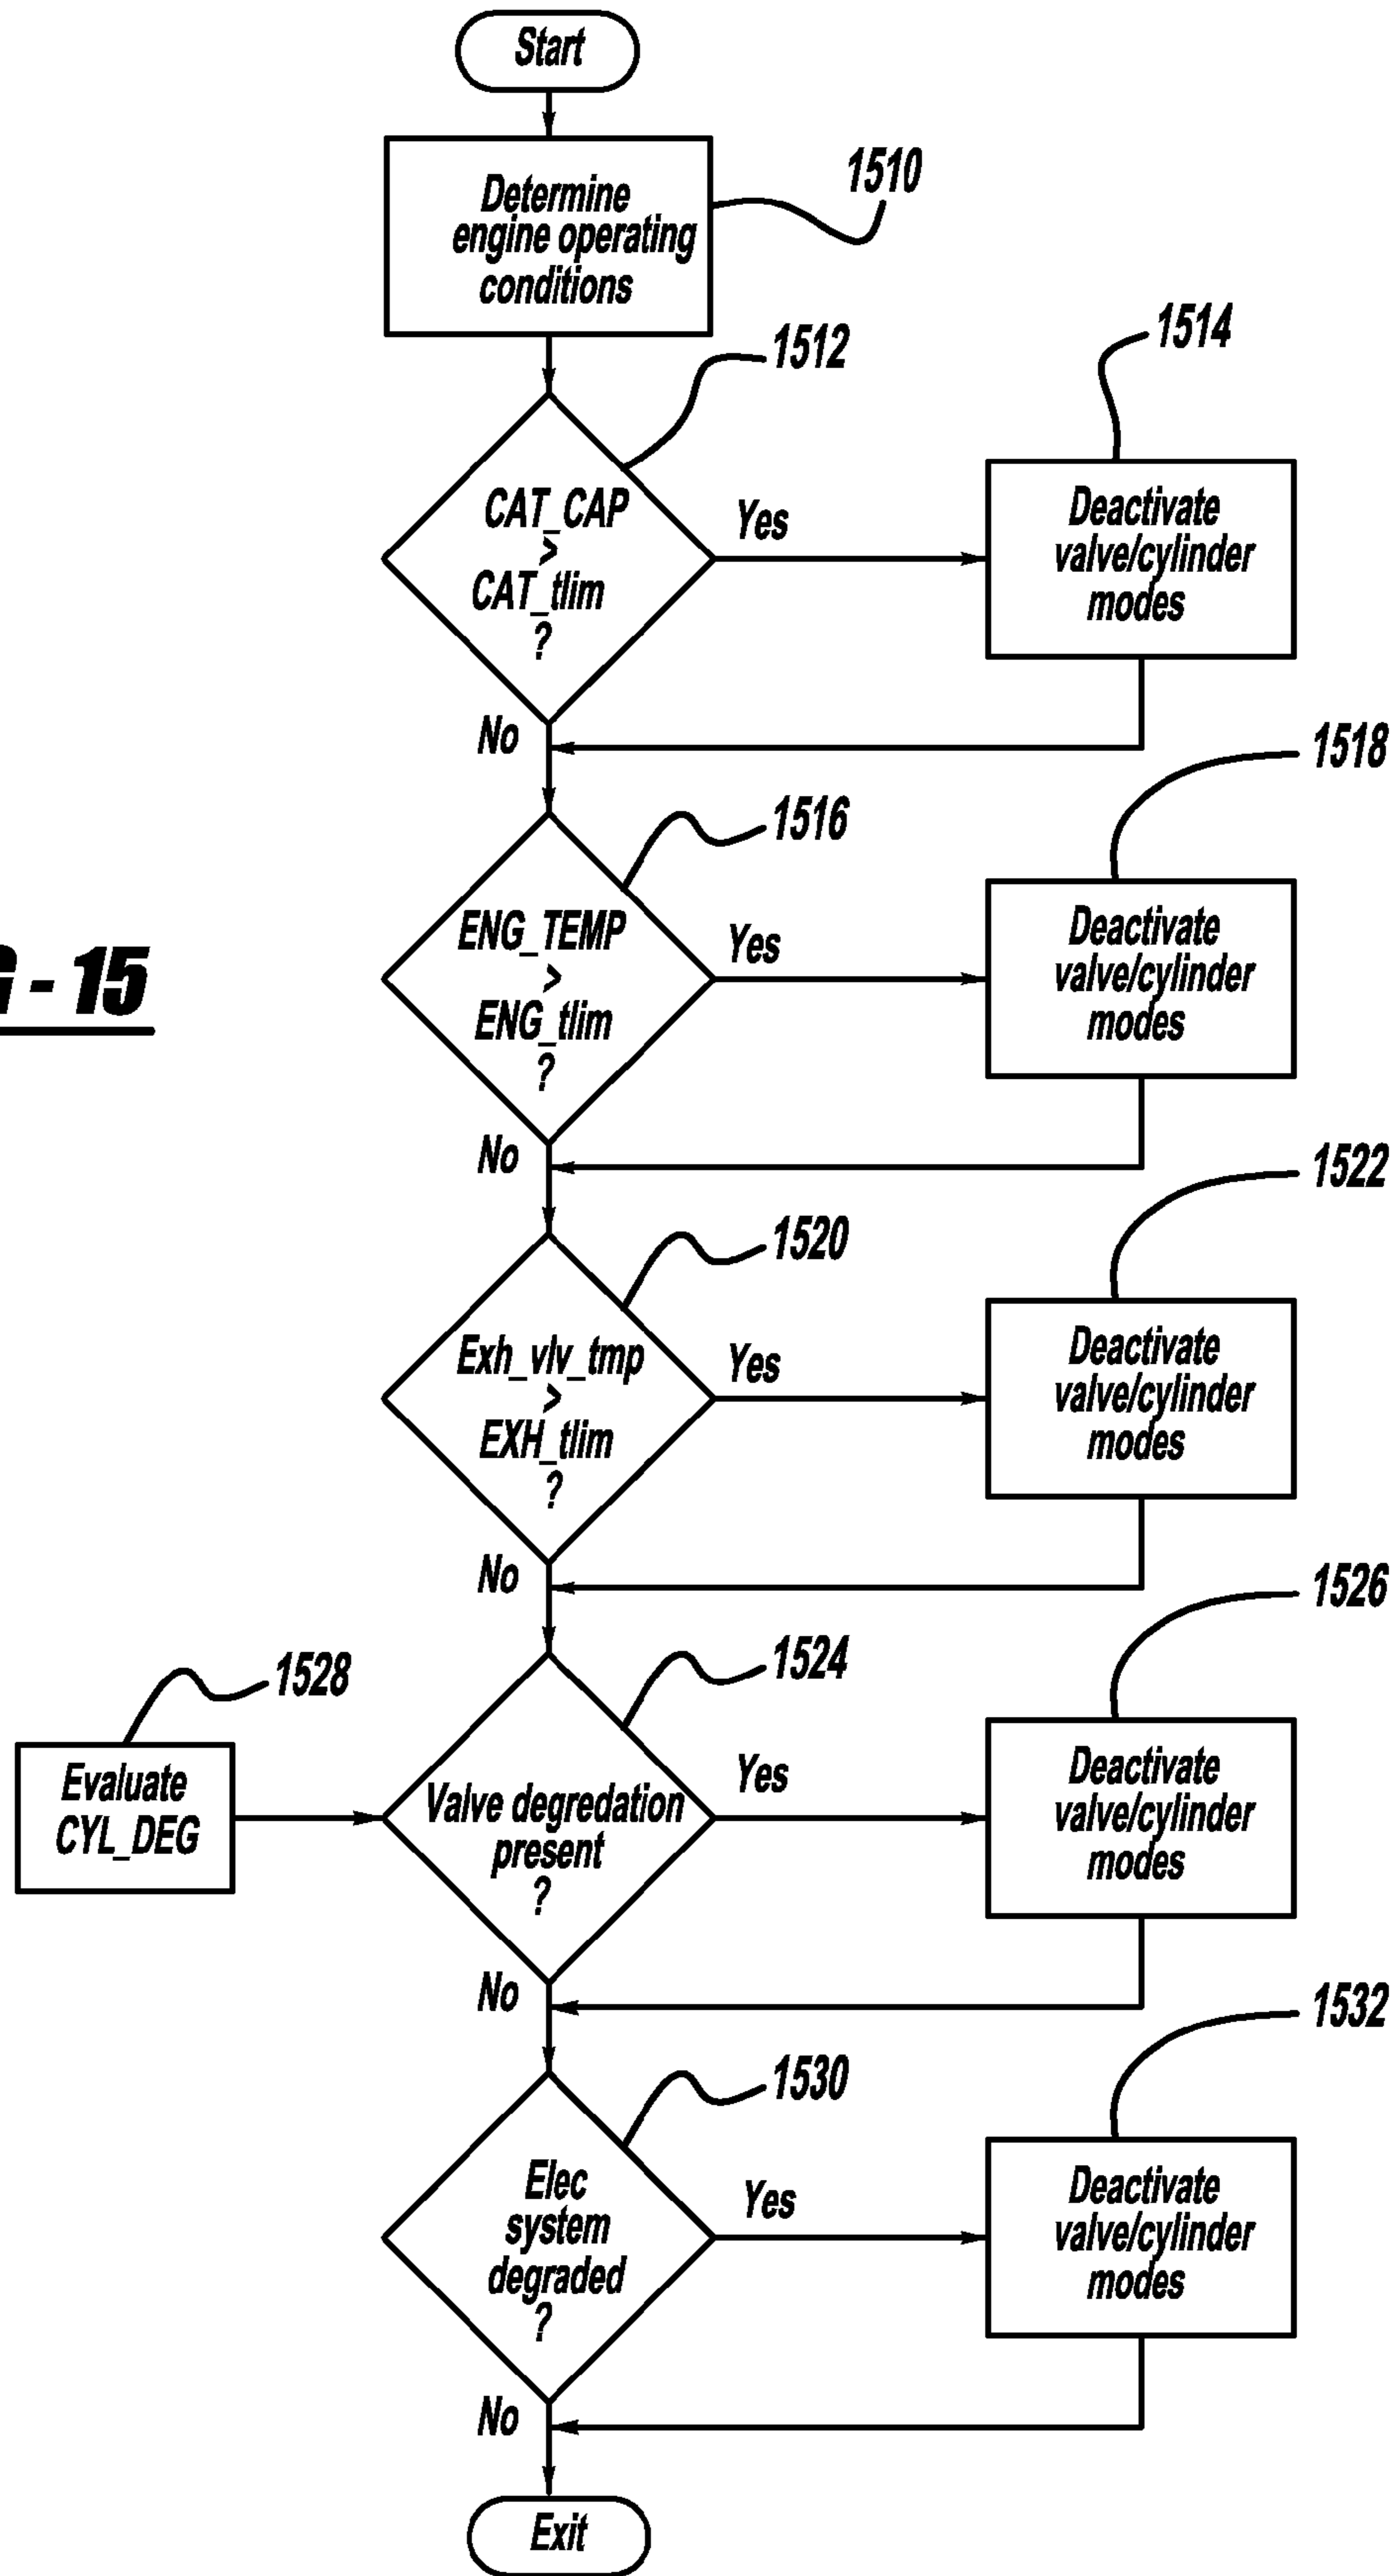 Start
Determine
engine operating
conditions
1510
CAT_CAP
>
CAT_tlim
?
1512
Yes
Deactivate
valve/cylinder
modes
1514
No
ENG_TEMP
>
ENG_tlim
?
1516
Yes
Deactivate
valve/cylinder
modes
1518
No
G - 15
Exh_vlv_tmp
>
EXH_tlim
?
1520
Yes
Deactivate
valve/cylinder
modes
1522
No
Evaluate
CYL_DEG
1528
Valve degredation
present
?
1524
Yes
Deactivate
valve/cylinder
modes
1526
No
Elec
system
degraded
?
1530
Yes
Deactivate
valve/cylinder
modes
1532
No
Exit